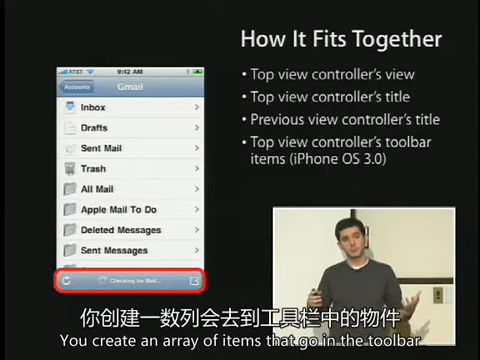 How It Fits Together
• Top view controller's view
• Top view controller's title
• Previous view controller's title
• Top view controller's toolbar
items (iPhone OS 3.0)
AT&T
9:42 AM
Accounts
Gmail
Inbox
Drafts
Sent Mail
Trash
All Mail
Apple Mail To Do
Deleted Messages
Sent Messages
Checking for Mail...
你创建一数列会去到工具栏中的物件
You create an array of items that go in the toolbar